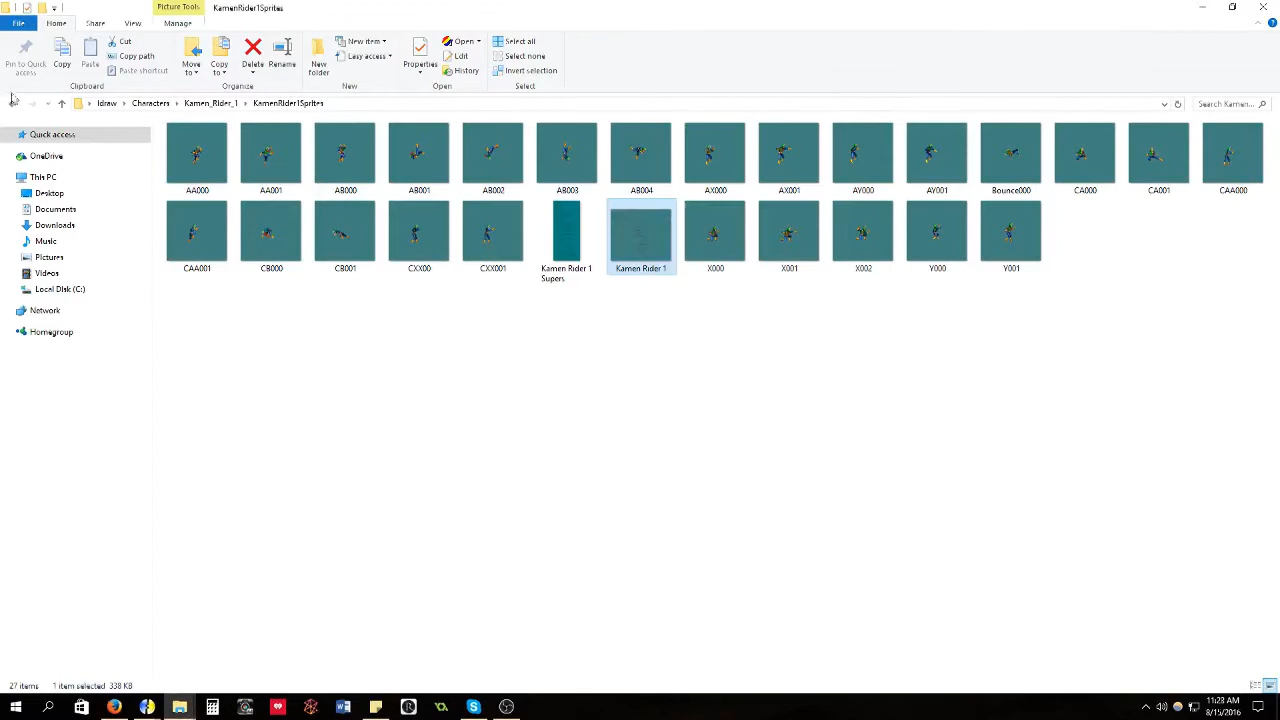 Picture Tools KamenRider1Sprites
File Home Share View Manage
Pin to Quick access
Copy
Paste
Cut
Copy path
Paste shortcut
Clipboard
Move to
Copy to
Delete
Rename
Organize
New folder
New item
Easy access
New
Properties
Open
Edit
History
Open
Select all
Select none
Invert selection
Select
Idraw Characters Kamen_Rider_1 KamenRider1Sprites Search Kamen...
Quick access
OneDrive
This PC
Desktop
Documents
Downloads
Music
Pictures
Videos
Local Disk (C:)
Network
Homegroup
AA000 AA001 AB000 AB001 AB002 AB003 AB004 AX000 AX001 AY000 AY001 Bounce000 CA000 CA001 CAA000
CAA001 CB000 CB001 CXX00 CXX001 Kamen Rider 1 Supers Kamen Rider 1 X000 X001 X002 Y000 Y001
27 items 1 item selected 338 KB
11:28 AM
8/15/2016